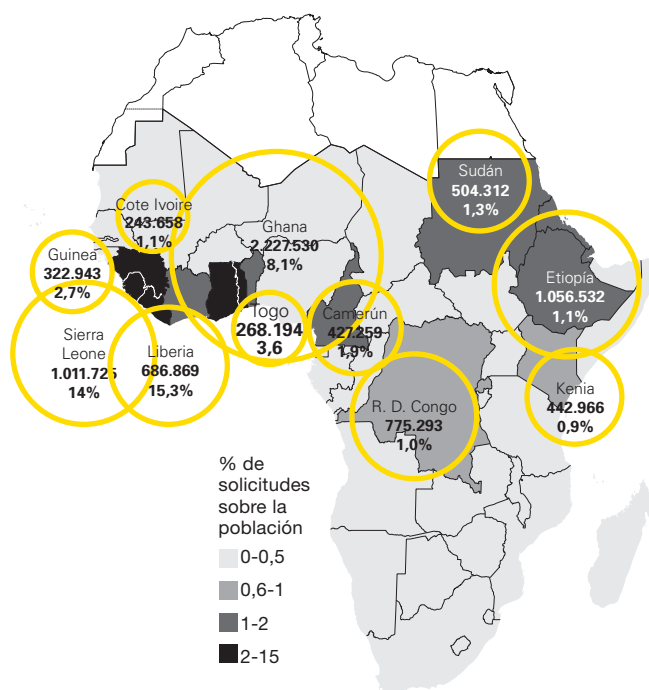 Sudán
504.312
1,3%
Cote Ivoire
243.658
1,1%
Ghana
2.227.530
8,1%
Guinea
322.943
2,7%
Etiopía
1.056.532
1,1%
Togo
268.194
3,6
Camerún
427.259
1,9%
Sierra
Leone
1.011.726
14%
Liberia
686.869
15,3%
Kenia
442.966
0,9%
R. D. Congo
775.293
1,0%
% de
solicitudes
sobre la
población
0-0,5
0,6-1
1-2
2-15